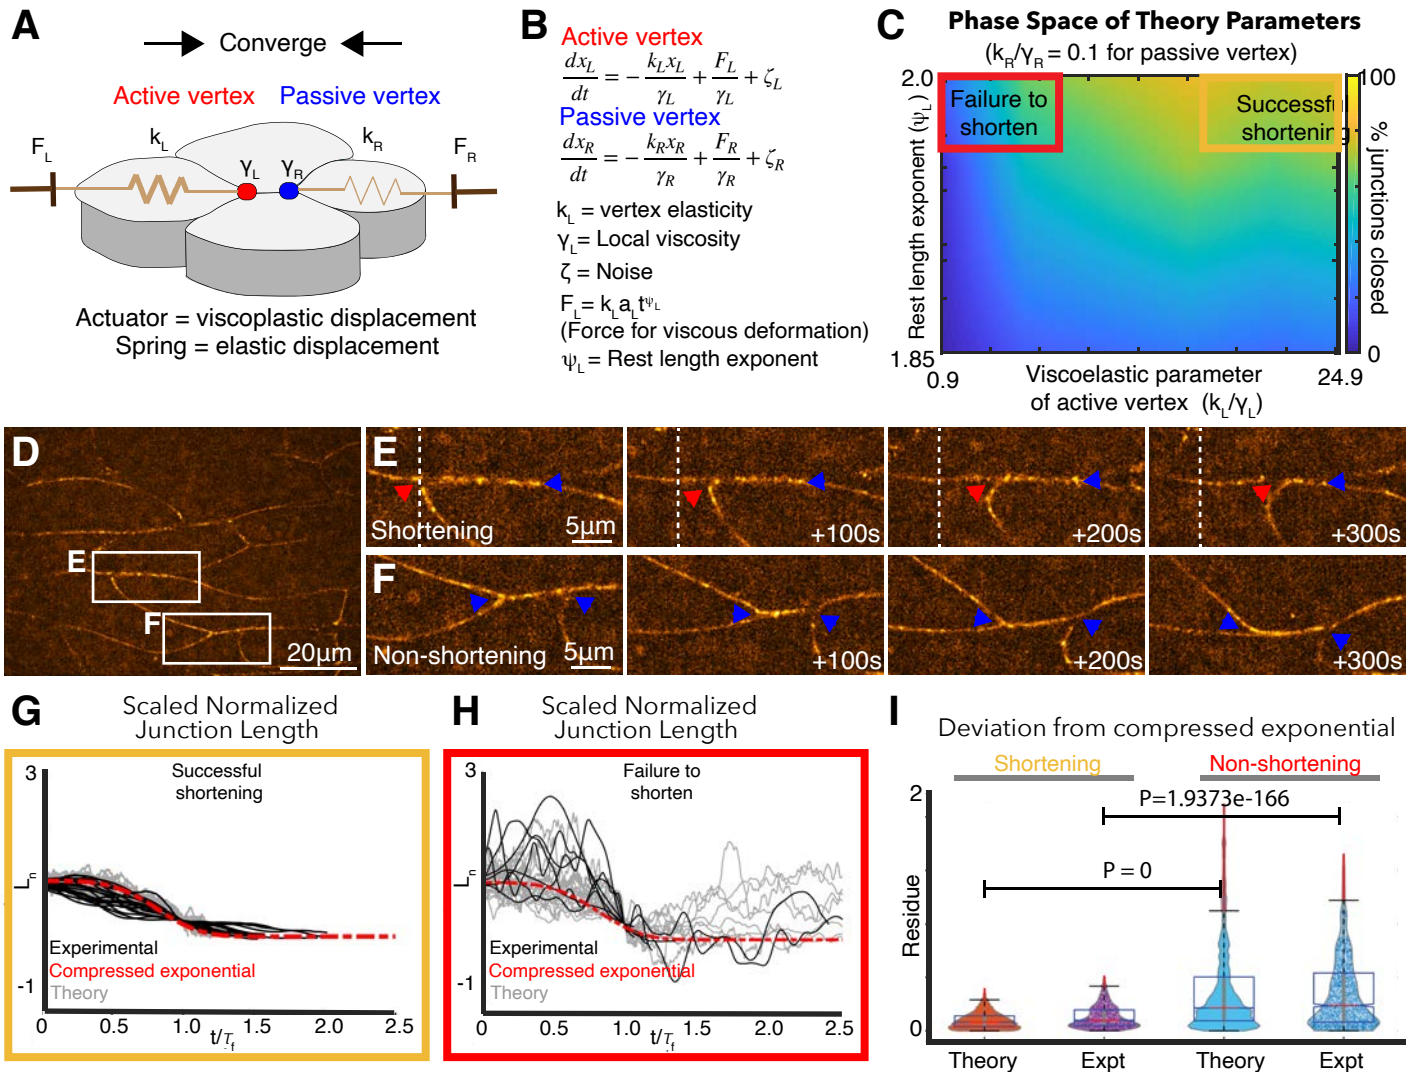 A
Converge
Active vertex Passive vertex
F_L
k_L
γ_L
γ_R
k_R
F_R
Actuator = viscoplastic displacement
Spring = elastic displacement
B
Active vertex
dx_L/dt = − k_L x_L/γ_L + F_L/γ_L + ζ_L
Passive vertex
dx_R/dt = − k_R x_R/γ_R + F_R/γ_R + ζ_R
k_L = vertex elasticity
γ_L = Local viscosity
ζ = Noise
F_L = k_L a_L t^ψ_L
(Force for viscous deformation)
ψ_L = Rest length exponent
C
Phase Space of Theory Parameters
(k_R/γ_R = 0.1 for passive vertex)
2.0
Rest length exponent (ψ_L)
1.85
Failure to
shorten
Successful
shortening
100
% junctions closed
0
0.9
24.9
Viscoelastic parameter
of active vertex (k_L/γ_L)
D
E
F
20μm
E
Shortening
5μm
+100s
+200s
+300s
F
Non-shortening
5μm
+100s
+200s
+300s
G
Scaled Normalized
Junction Length
Successful
shortening
3
L_n
-1
Experimental
Compressed exponential
Theory
0 0.5 1.0 1.5 2.0 2.5
t/τ_f
H
Scaled Normalized
Junction Length
Failure to
shorten
3
L_n
-1
Experimental
Compressed exponential
Theory
0 0.5 1.0 1.5 2.0 2.5
t/τ_f
I
Deviation from compressed exponential
Shortening
Non-shortening
P=1.9373e-166
P = 0
2
Residue
0
Theory Expt Theory Expt